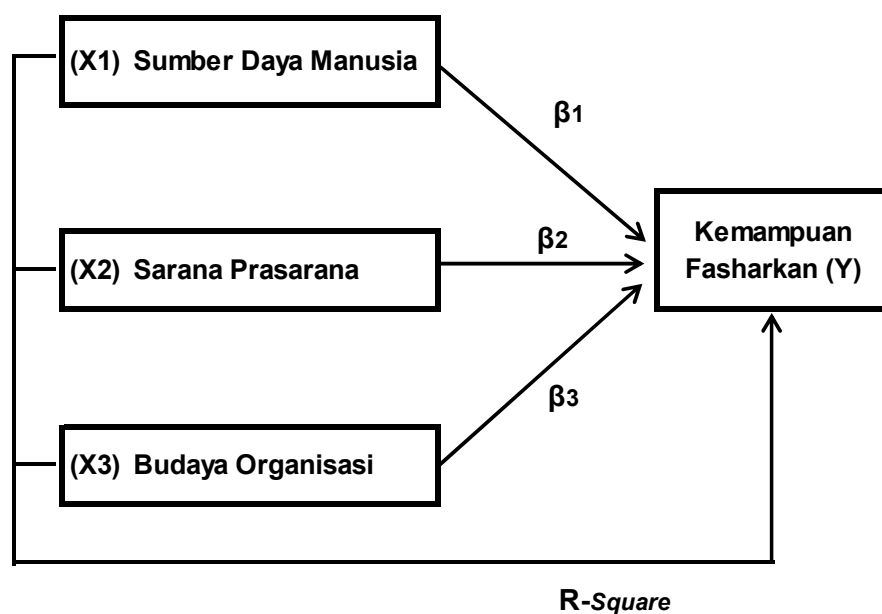 (X1) Sumber Daya Manusia
β1
(X2) Sarana Prasarana
β2
Kemampuan
Fasharkan (Y)
β3
(X3) Budaya Organisasi
R-Square